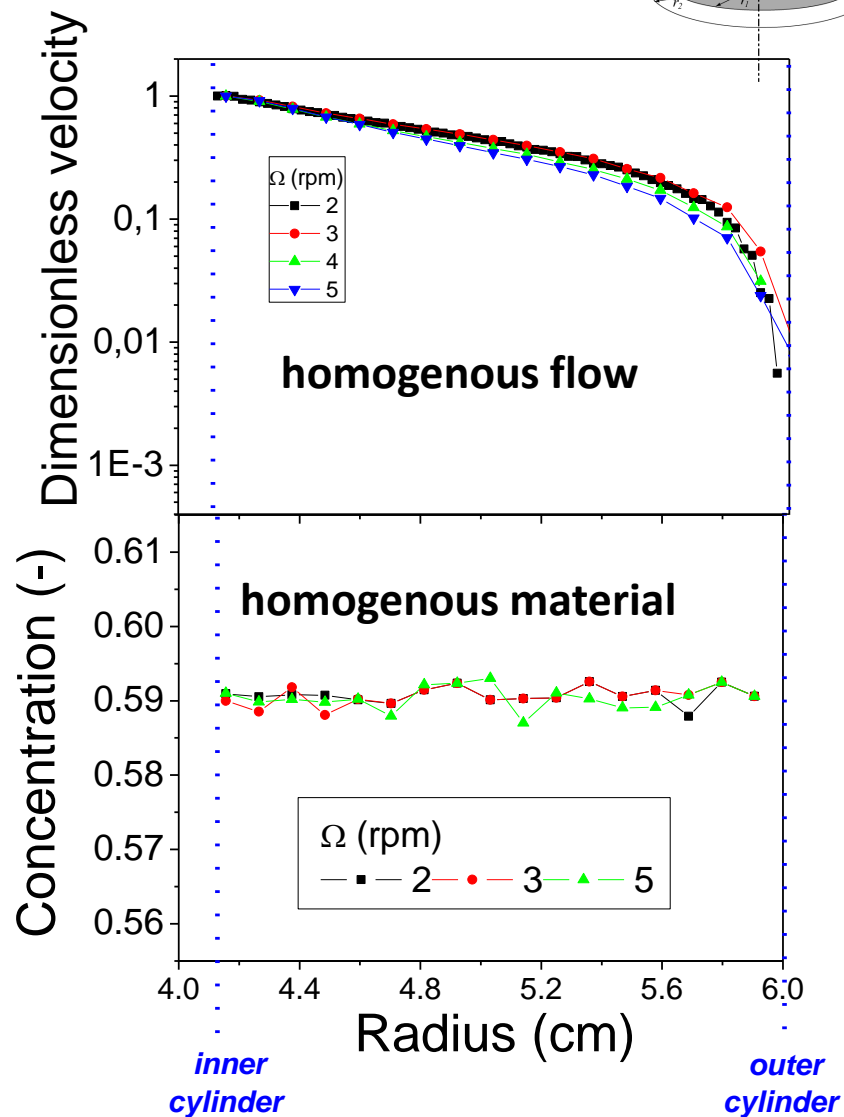 r2
r1
Dimensionless velocity
1
0,1
0,01
1E-3
Ω (rpm)
2
3
4
5
homogenous flow
Concentration (-)
0.61
0.60
0.59
0.58
0.57
0.56
homogenous material
Ω (rpm)
2 3 5
4.0 4.4 4.8 5.2 5.6 6.0
Radius (cm)
inner
cylinder
outer
cylinder